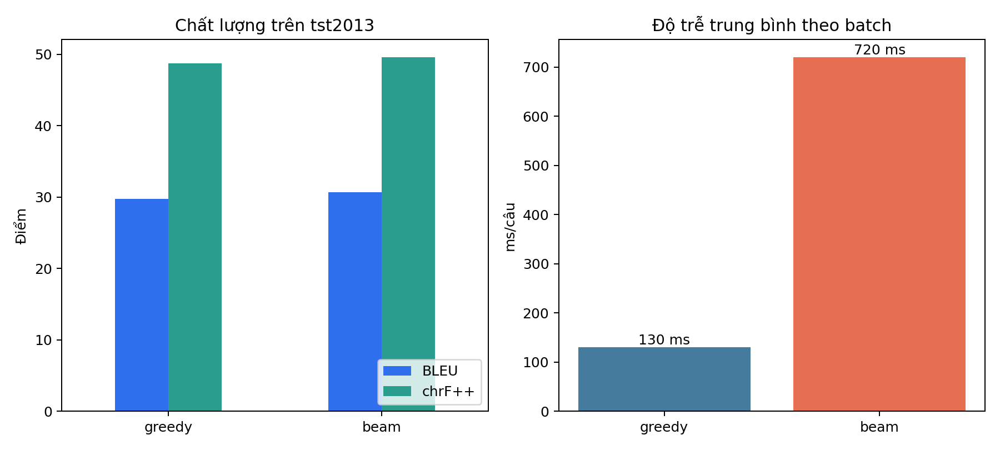 Chất lượng trên tst2013
Điểm
50
40
30
20
10
0
greedy
beam
BLEU
chrF++
Độ trễ trung bình theo batch
ms/câu
700
600
500
400
300
200
100
0
130 ms
720 ms
greedy
beam